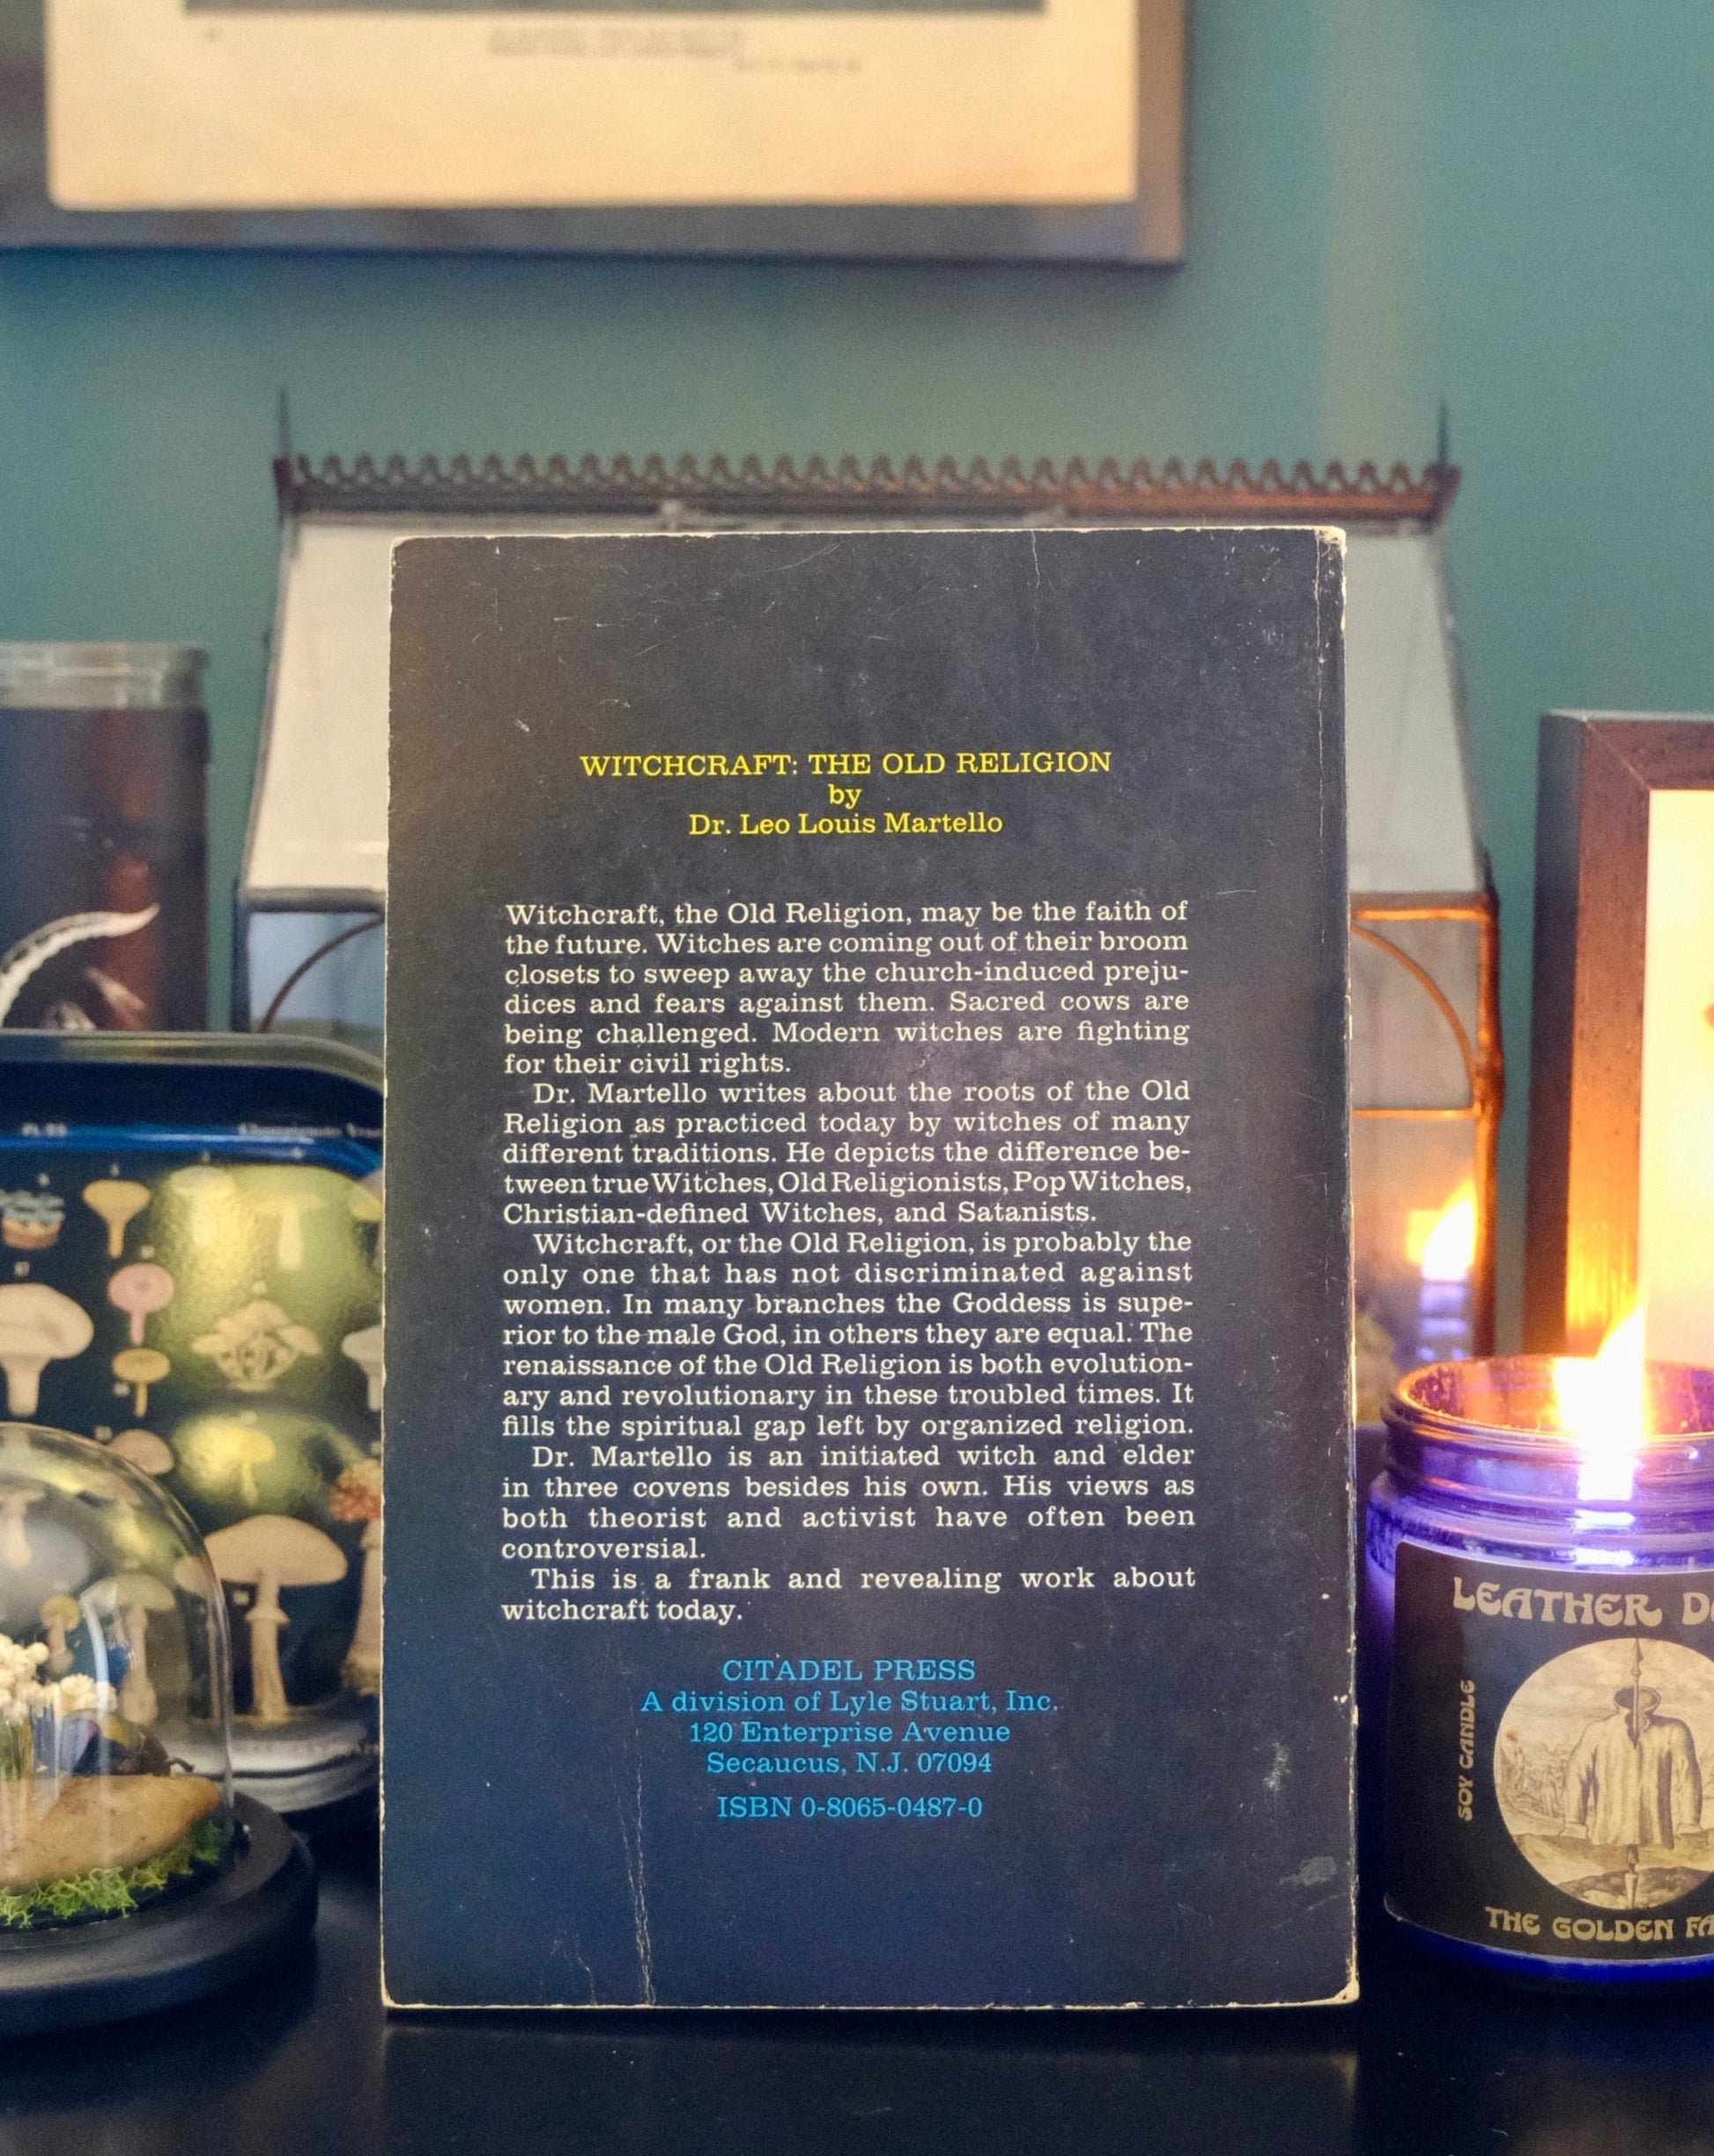 WITCHCRAFT: THE OLD RELIGION
by
Dr. Leo Louis Martello
Witchcraft, the Old Religion, may be the faith of
the future. Witches are coming out of their broom
closets to sweep away the church-induced preju-
dices and fears against them. Sacred cows are
being challenged. Modern witches are fighting
for their civil rights.
Dr. Martello writes about the roots of the Old
Religion as practiced today by witches of many
different traditions. He depicts the difference be-
tween true Witches, Old Religionists, Pop Witches,
Christian-defined Witches, and Satanists.
Witchcraft, or the Old Religion, is probably the
only one that has not discriminated against
women. In many branches the Goddess is supe-
rior to the male God, in others they are equal. The
renaissance of the Old Religion is both evolution-
ary and revolutionary in these troubled times. It
fills the spiritual gap left by organized religion.
Dr. Martello is an initiated witch and elder
in three covens besides his own. His views as
both theorist and activist have often been
controversial.
This is a frank and revealing work about
witchcraft today.
CITADEL PRESS
A division of Lyle Stuart, Inc.
120 Enterprise Avenue
Secaucus, N.J. 07094
ISBN 0-8065-0487-0
LEATHER
SOY CANDLE
THE GOLDEN